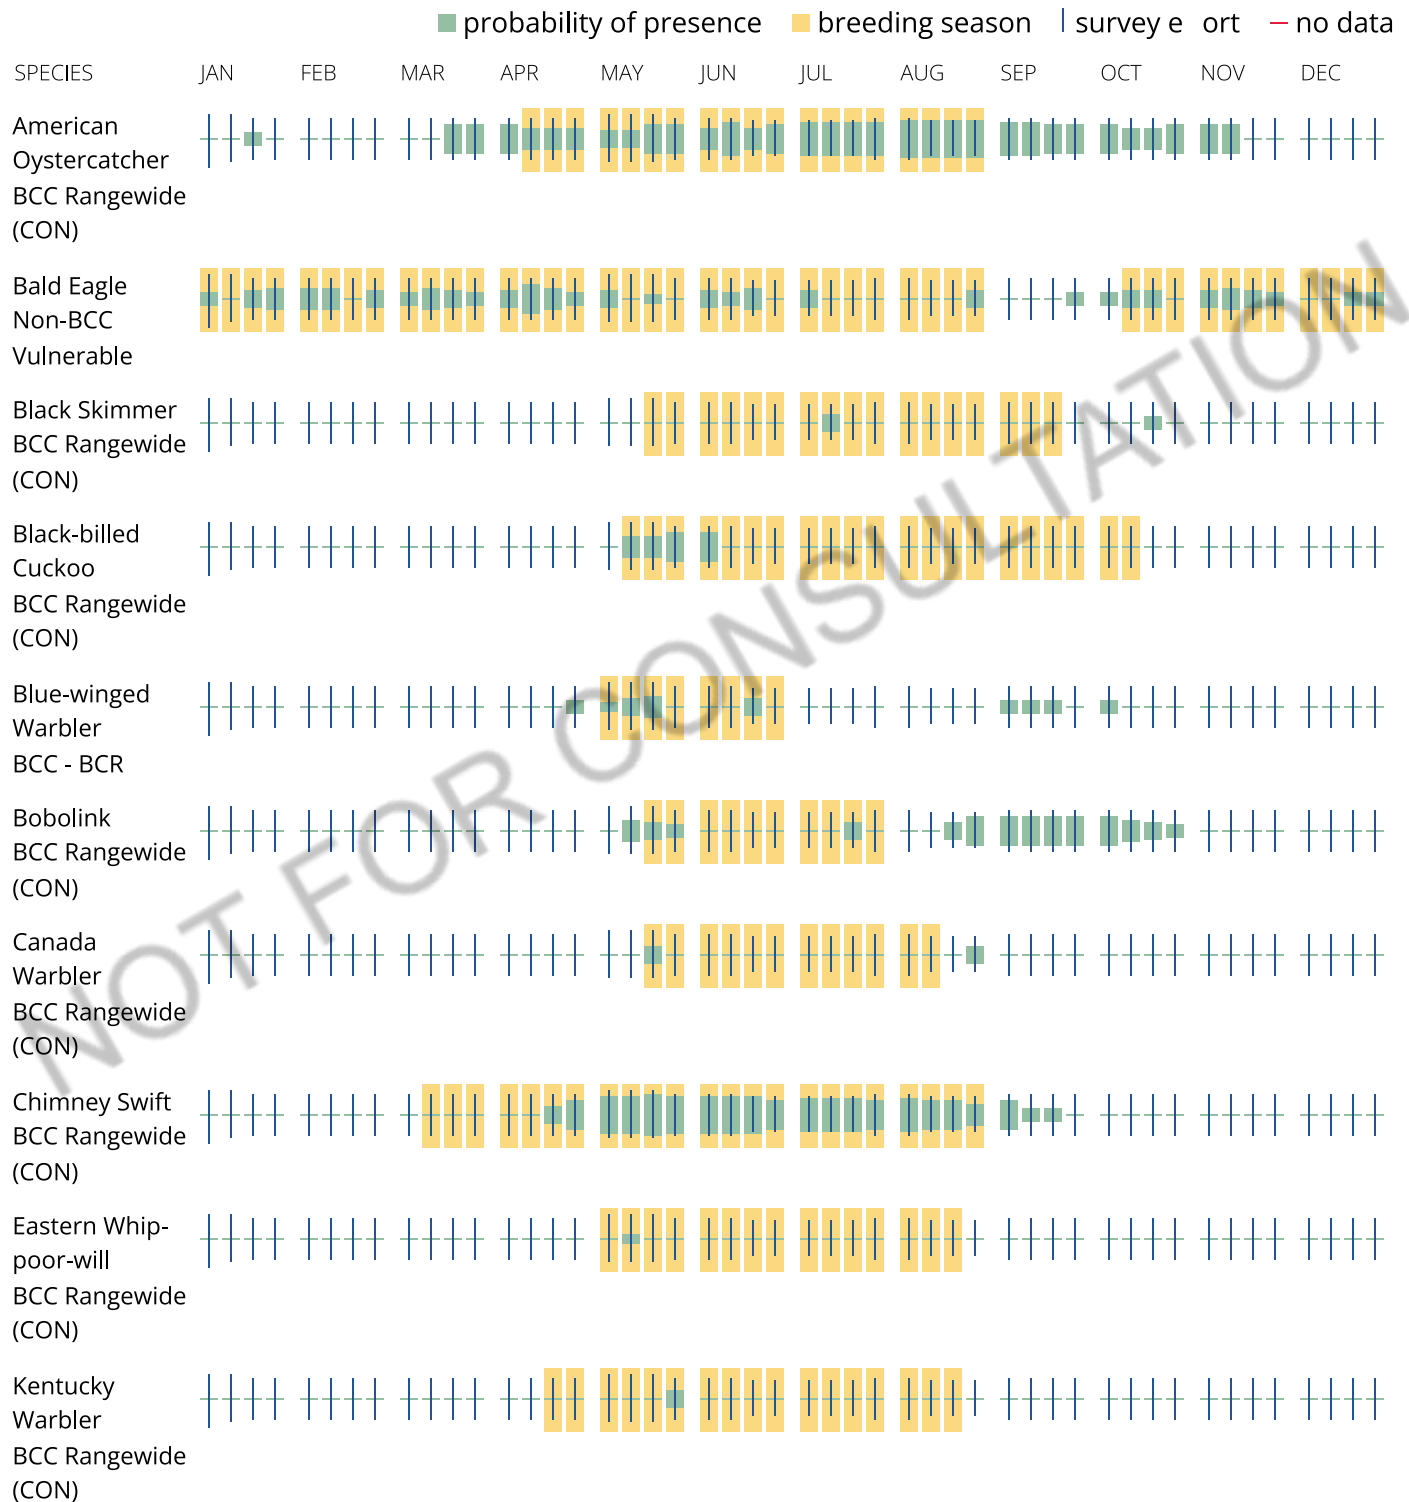 probability of presence breeding season survey e ort no data
SPECIES JAN FEB MAR APR MAY JUN JUL AUG SEP OCT NOV DEC
American
Oystercatcher
BCC Rangewide
(CON)
Bald Eagle
Non-BCC
Vulnerable
Black Skimmer
BCC Rangewide
(CON)
Black-billed
Cuckoo
BCC Rangewide
(CON)
Blue-winged
Warbler
BCC - BCR
Bobolink
BCC Rangewide
(CON)
Canada
Warbler
BCC Rangewide
(CON)
Chimney Swift
BCC Rangewide
(CON)
Eastern Whip-
poor-will
BCC Rangewide
(CON)
Kentucky
Warbler
BCC Rangewide
(CON)
NOT FOR CONSULTATION